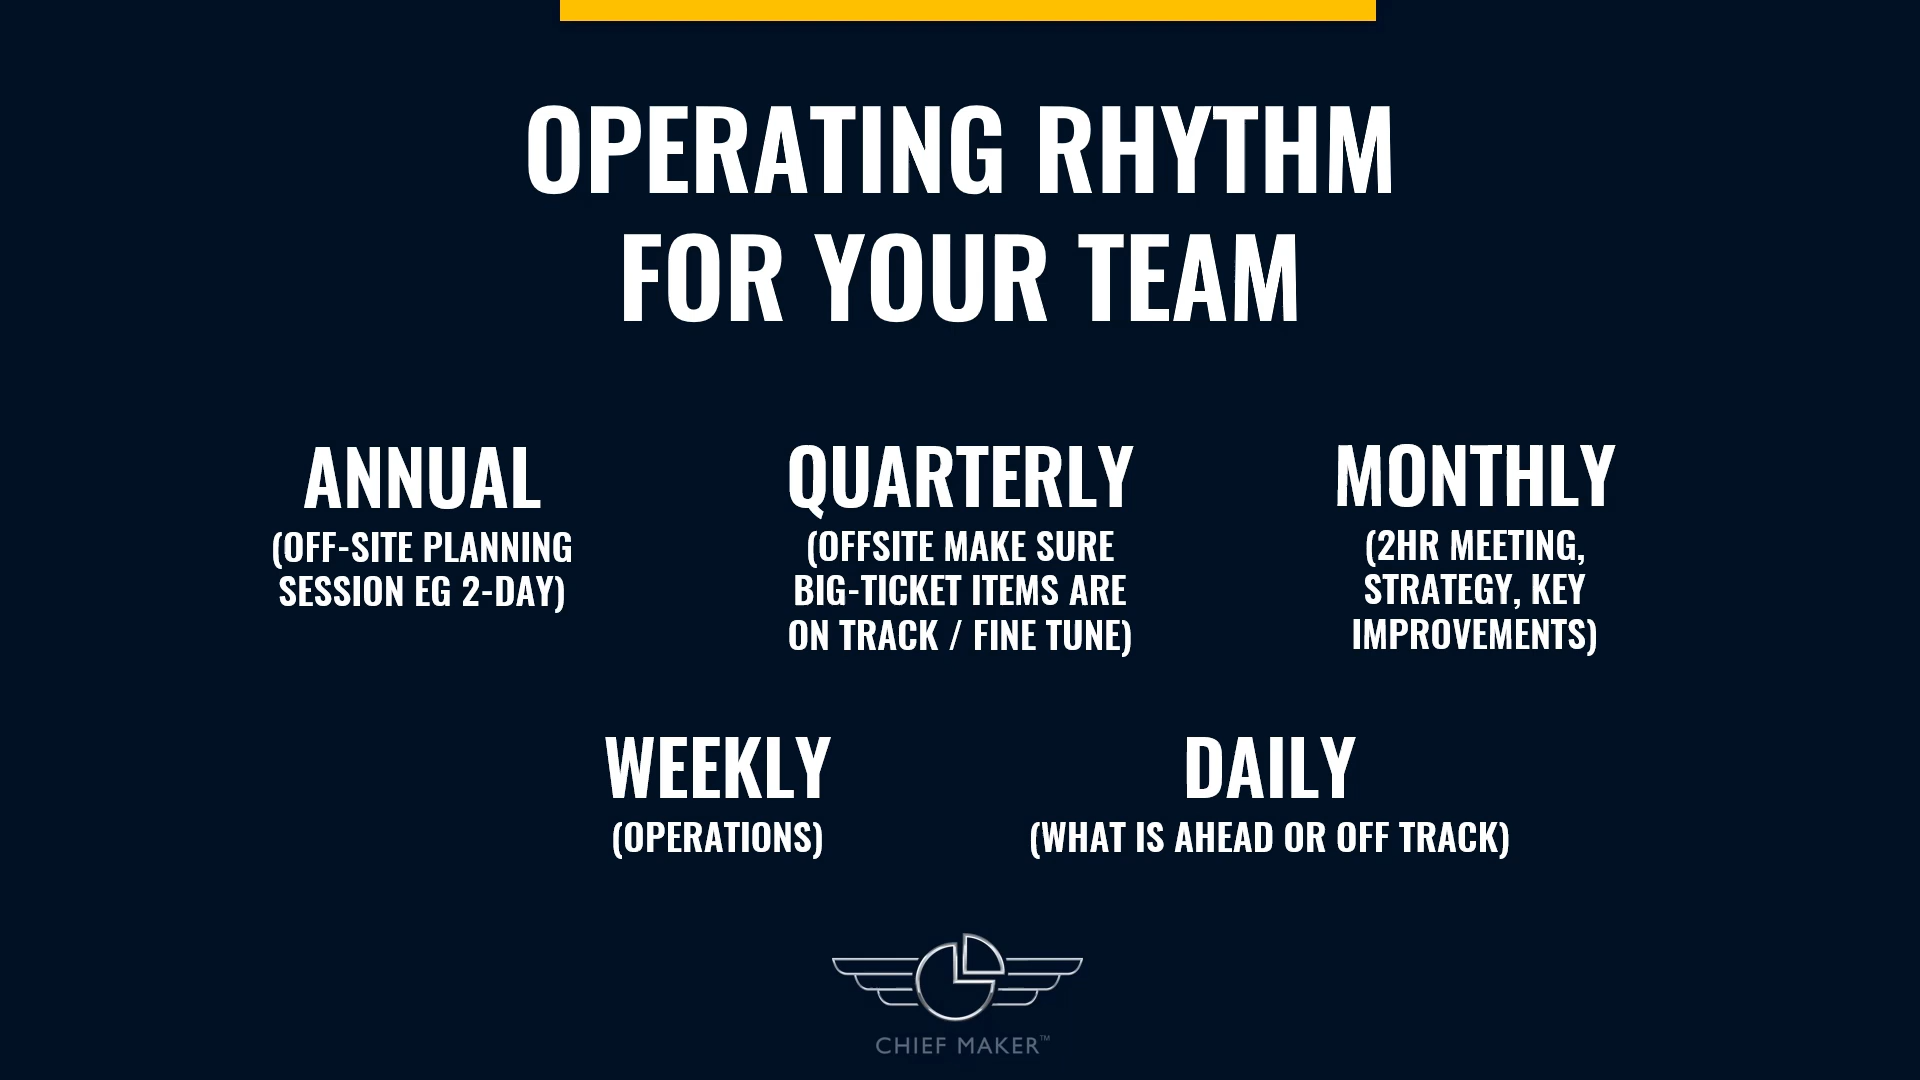 OPERATING RHYTHM
FOR YOUR TEAM
ANNUAL
(OFF-SITE PLANNING
SESSION EG 2-DAY)
QUARTERLY
(OFFSITE MAKE SURE
BIG-TICKET ITEMS ARE
ON TRACK / FINE TUNE)
MONTHLY
(2HR MEETING,
STRATEGY, KEY
IMPROVEMENTS)
WEEKLY
(OPERATIONS)
DAILY
(WHAT IS AHEAD OR OFF TRACK)
CHIEF MAKER™